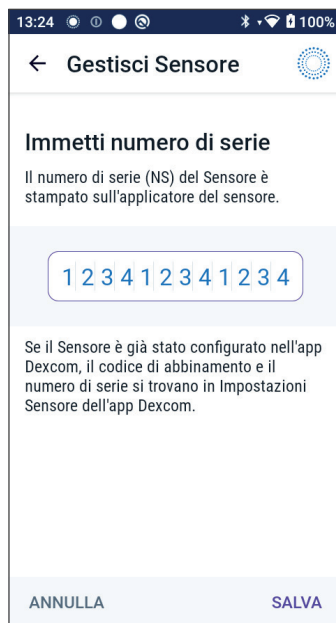 13:24 100%
Gestisci Sensore
Immetti numero di serie
Il numero di serie (NS) del Sensore è
stampato sull'applicatore del sensore.
123412341234
Se il Sensore è già stato configurato nell'app
Dexcom, il codice di abbinamento e il
numero di serie si trovano in Impostazioni
Sensore dell'app Dexcom.
ANNULLA SALVA